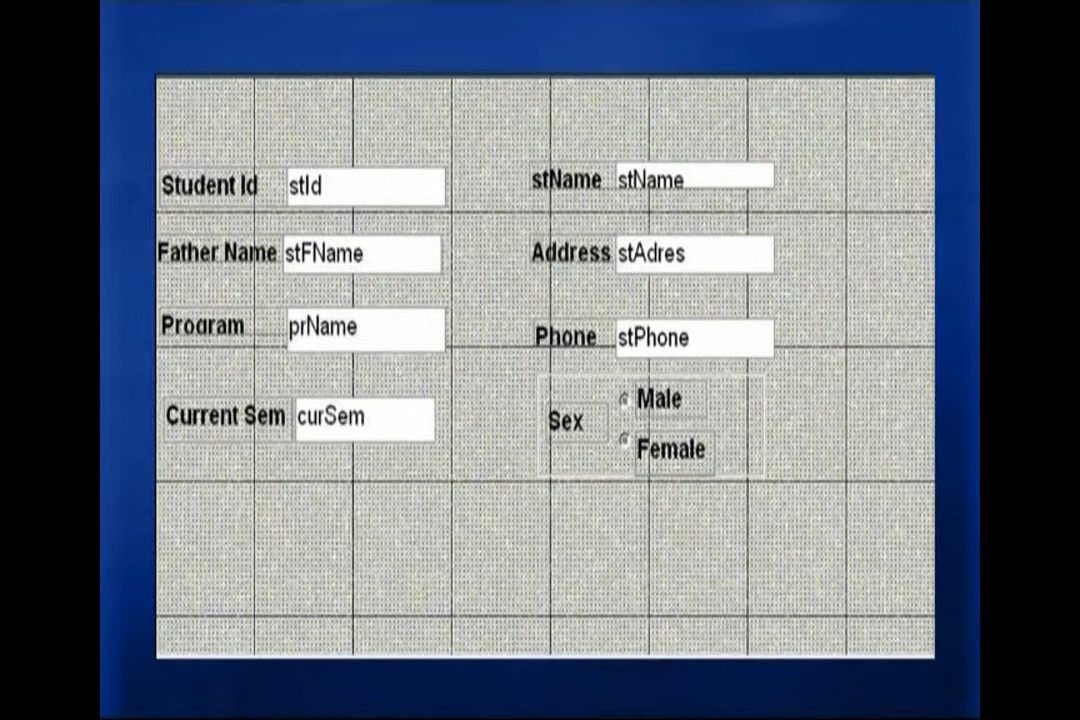 Student Id stId stName stName
Father Name stFName Address stAdres
Program prName Phone stPhone
Current Sem curSem Sex Male
Female